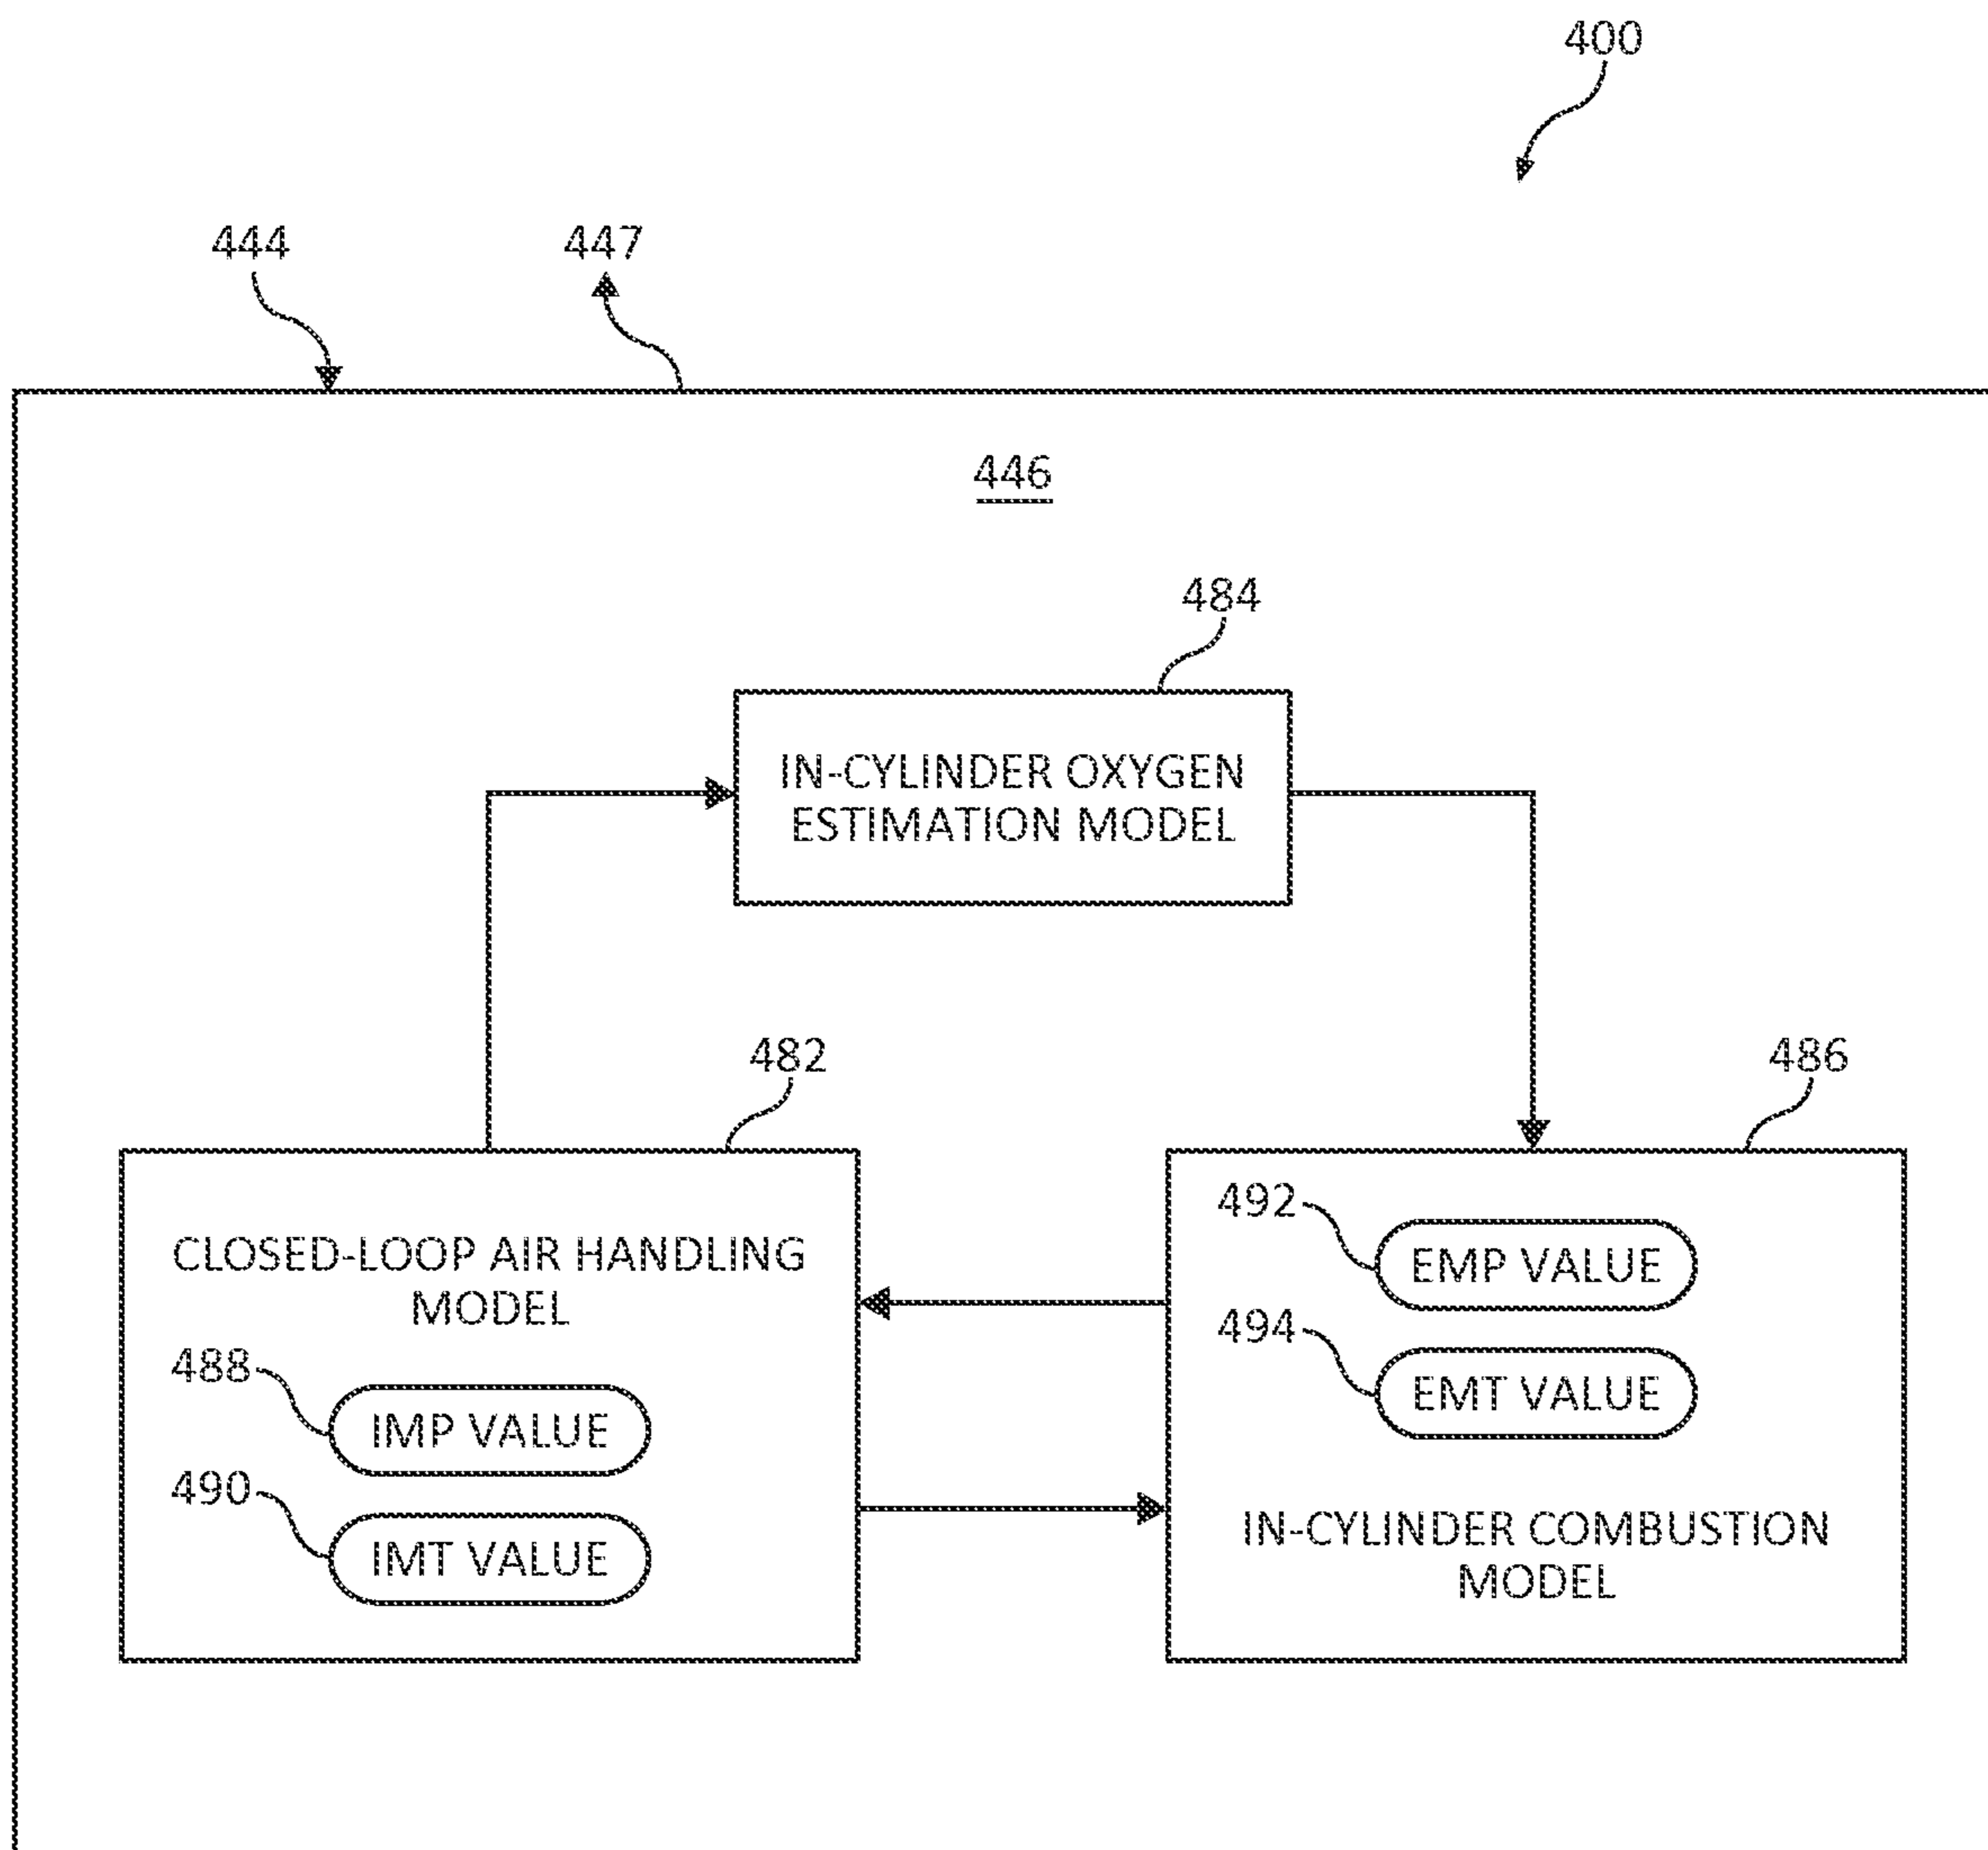 400
444
447
446
484
IN-CYLINDER OXYGEN
ESTIMATION MODEL
482
486
CLOSED-LOOP AIR HANDLING
MODEL
488
IMP VALUE
490
IMT VALUE
492
EMP VALUE
494
EMT VALUE
IN-CYLINDER COMBUSTION
MODEL